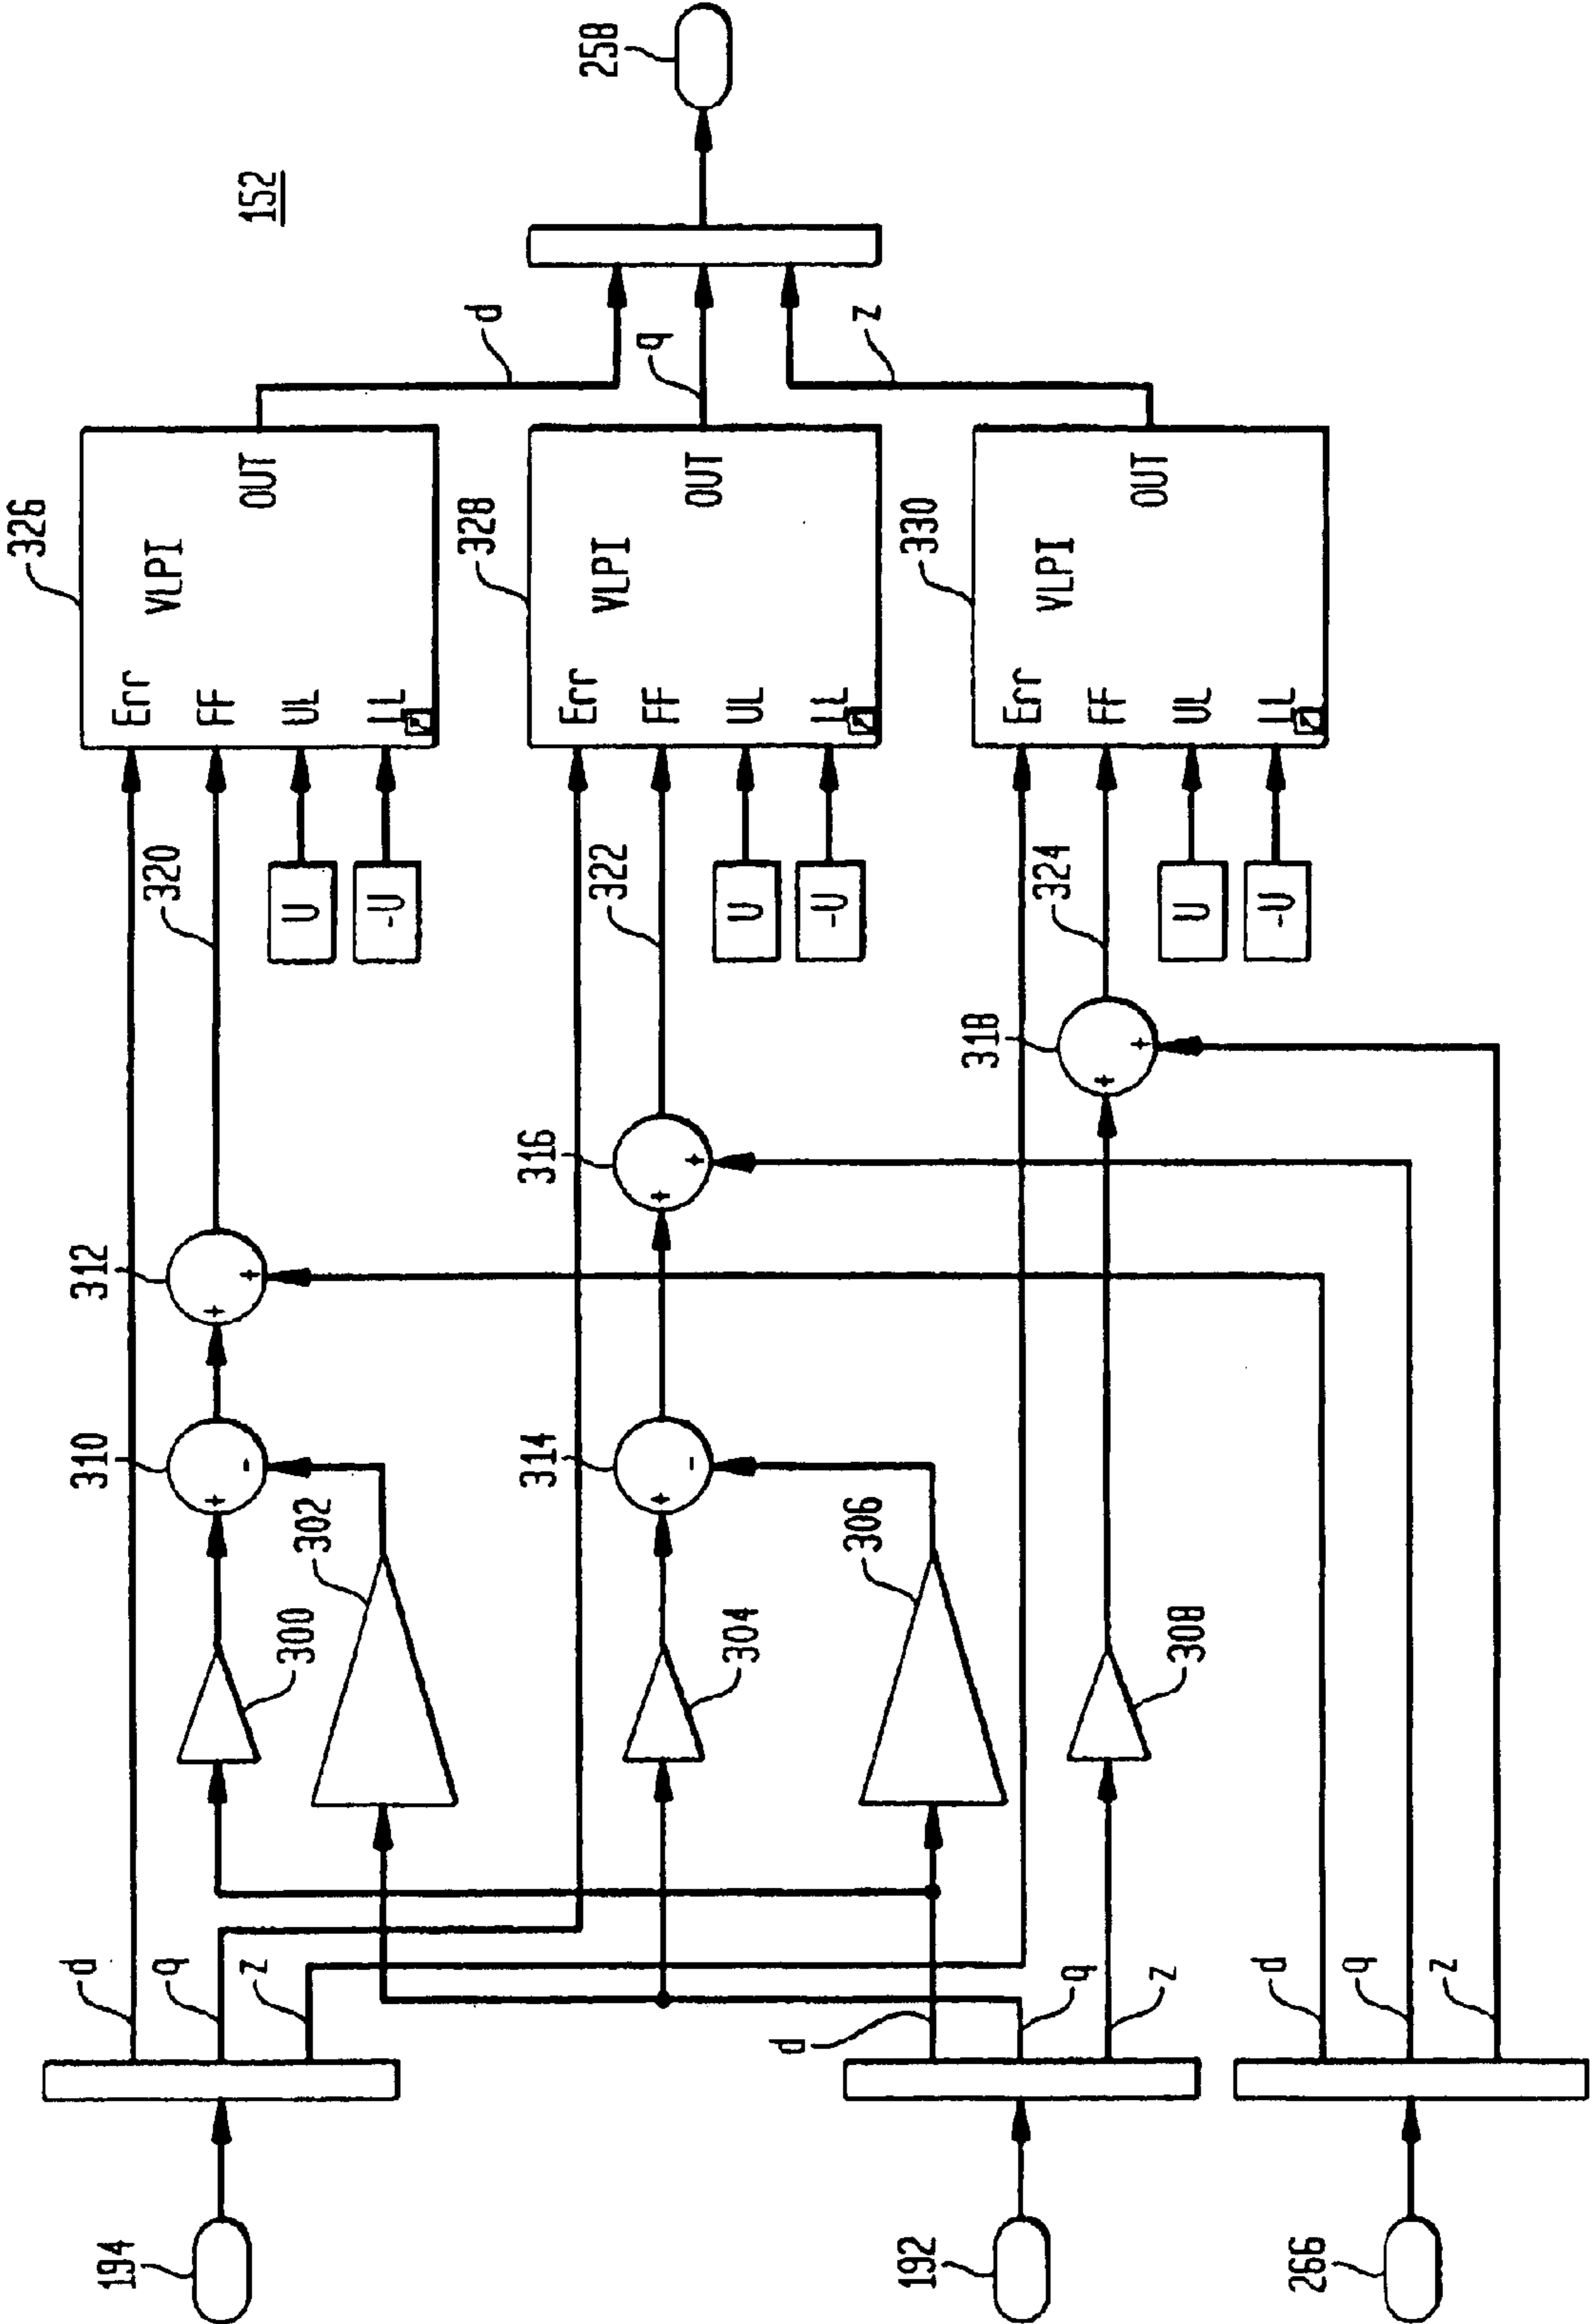 152
194
d
q
z
192
d
q
z
266
d
q
z
300
302
304
306
308
310
+
-
312
+
+
314
+
-
316
+
+
318
+
+
320
322
324
U
-U
U
-U
U
-U
326
Err
FF
UL
LL
VLPI
OUT
328
Err
FF
UL
LL
VLPI
OUT
330
Err
FF
UL
LL
VLPI
OUT
d
q
z
258